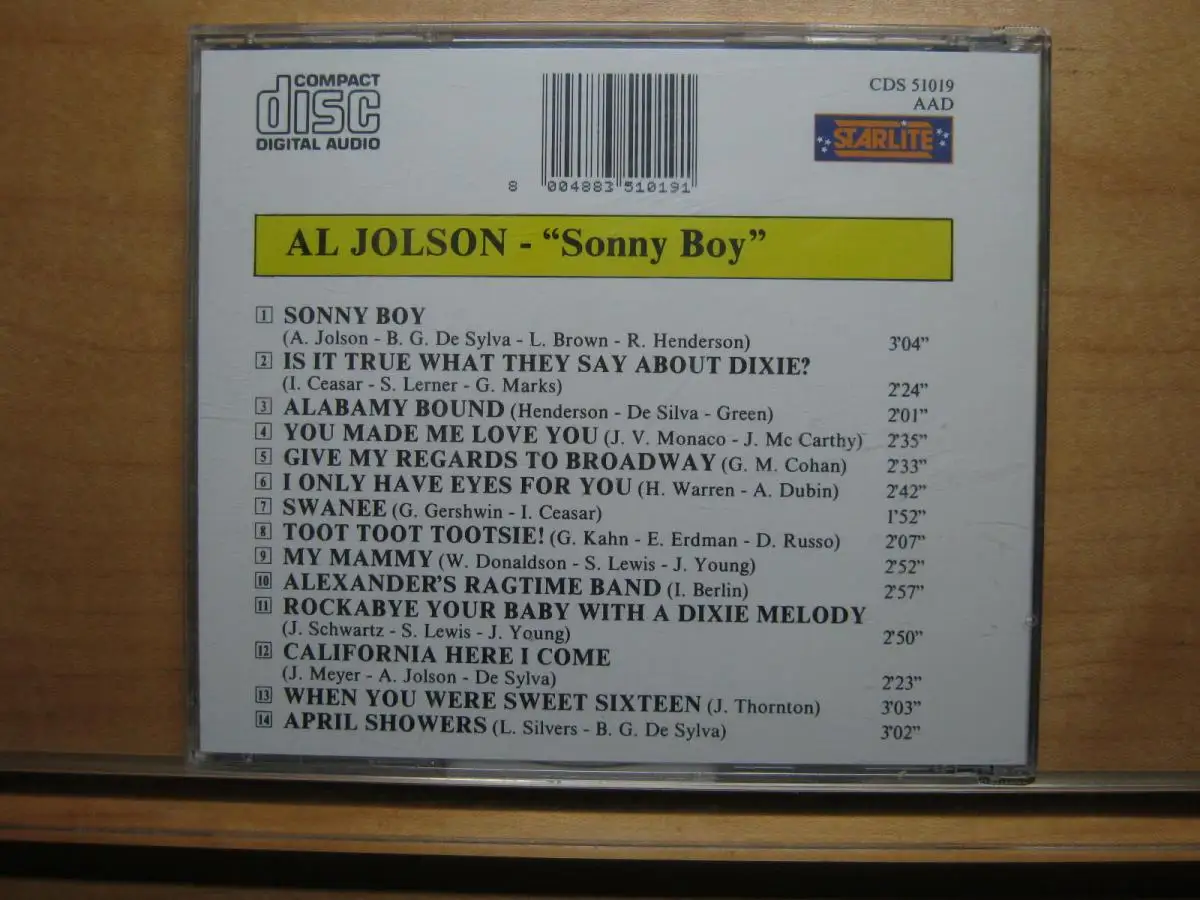 COMPACT
disc
DIGITAL AUDIO
8 004883 510191
CDS 51019
AAD
STARLITE
AL JOLSON - “Sonny Boy”
1 SONNY BOY
(A. Jolson - B. G. De Sylva - L. Brown - R. Henderson) 3'04”
2 IS IT TRUE WHAT THEY SAY ABOUT DIXIE?
(I. Ceasar - S. Lerner - G. Marks) 2'24”
3 ALABAMY BOUND (Henderson - De Silva - Green) 2'01”
4 YOU MADE ME LOVE YOU (J. V. Monaco - J. Mc Carthy) 2'35”
5 GIVE MY REGARDS TO BROADWAY (G. M. Cohan) 2'33”
6 I ONLY HAVE EYES FOR YOU (H. Warren - A. Dubin) 2'42”
7 SWANEE (G. Gershwin - I. Ceasar) 1'52”
8 TOOT TOOT TOOTSIE! (G. Kahn - E. Erdman - D. Russo) 2'07”
9 MY MAMMY (W. Donaldson - S. Lewis - J. Young) 2'52”
10 ALEXANDER'S RAGTIME BAND (I. Berlin) 2'57”
11 ROCKABYE YOUR BABY WITH A DIXIE MELODY
(J. Schwartz - S. Lewis - J. Young) 2'50”
12 CALIFORNIA HERE I COME
(J. Meyer - A. Jolson - De Sylva) 2'23”
13 WHEN YOU WERE SWEET SIXTEEN (J. Thornton) 3'03”
14 APRIL SHOWERS (L. Silvers - B. G. De Sylva) 3'02”